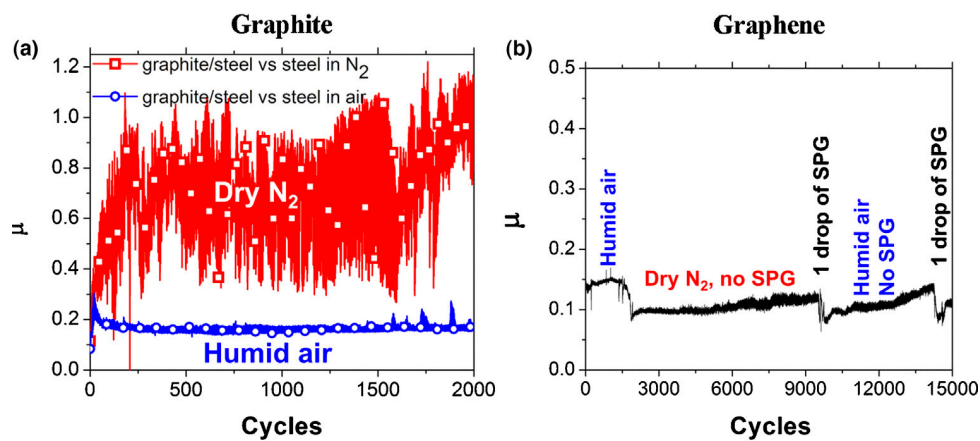 Graphite
(a)
graphite/steel vs steel in N₂
graphite/steel vs steel in air
Dry N₂
Humid air
μ
1.2
1.0
0.8
0.6
0.4
0.2
0.0
0
500
1000
1500
2000
Cycles
Graphene
(b)
Humid air
Dry N₂, no SPG
1 drop of SPG
Humid air
No SPG
1 drop of SPG
μ
0.5
0.4
0.3
0.2
0.1
0.0
0
3000
6000
9000
12000
15000
Cycles